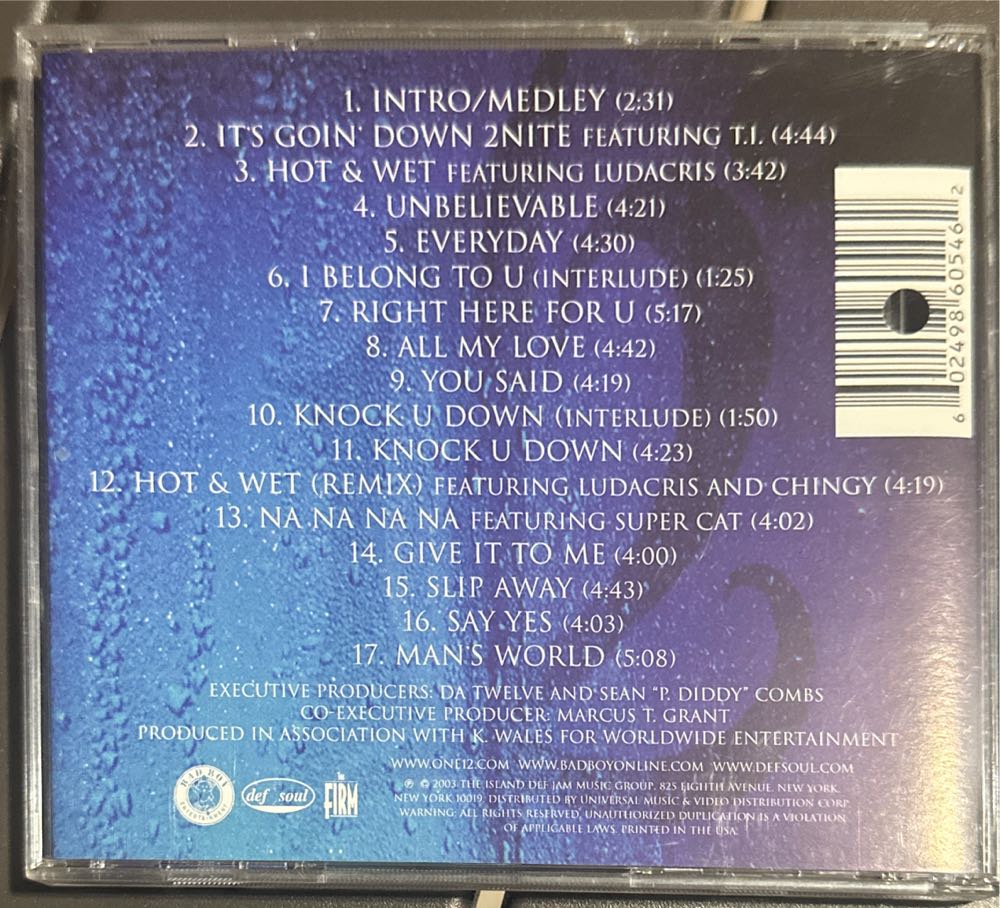 1. INTRO/MEDLEY (2:31)
2. IT'S GOIN' DOWN 2NITE FEATURING T.I. (4:44)
3. HOT & WET FEATURING LUDACRIS (3:42)
4. UNBELIEVABLE (4:21)
5. EVERYDAY (4:30)
6. I BELONG TO U (INTERLUDE) (1:25)
7. RIGHT HERE FOR U (5:17)
8. ALL MY LOVE (4:42)
9. YOU SAID (4:19)
10. KNOCK U DOWN (INTERLUDE) (1:50)
11. KNOCK U DOWN (4:23)
12. HOT & WET (REMIX) FEATURING LUDACRIS AND CHINGY (4:19)
13. NA NA NA NA FEATURING SUPER CAT (4:02)
14. GIVE IT TO ME (4:00)
15. SLIP AWAY (4:43)
16. SAY YES (4:03)
17. MAN'S WORLD (5:08)
6 02498 60546 2
EXECUTIVE PRODUCERS: DA TWELVE AND SEAN "P. DIDDY" COMBS
CO-EXECUTIVE PRODUCER: MARCUS T. GRANT
PRODUCED IN ASSOCIATION WITH K. WALES FOR WORLDWIDE ENTERTAINMENT
WWW.ONE12.COM WWW.BADBOYONLINE.COM WWW.DEFSOUL.COM
BAD BOY ENTERTAINMENT
def soul
THE FIRM
℗ © 2003 THE ISLAND DEF JAM MUSIC GROUP. 825 EIGHTH AVENUE. NEW YORK.
NEW YORK 10019. DISTRIBUTED BY UNIVERSAL MUSIC & VIDEO DISTRIBUTION CORP.
WARNING: ALL RIGHTS RESERVED. UNAUTHORIZED DUPLICATION IS A VIOLATION
OF APPLICABLE LAWS. PRINTED IN THE USA.